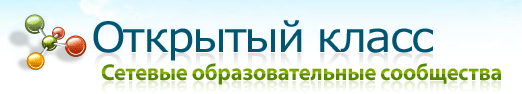 Открытый класс
Сетевые образовательные сообщества